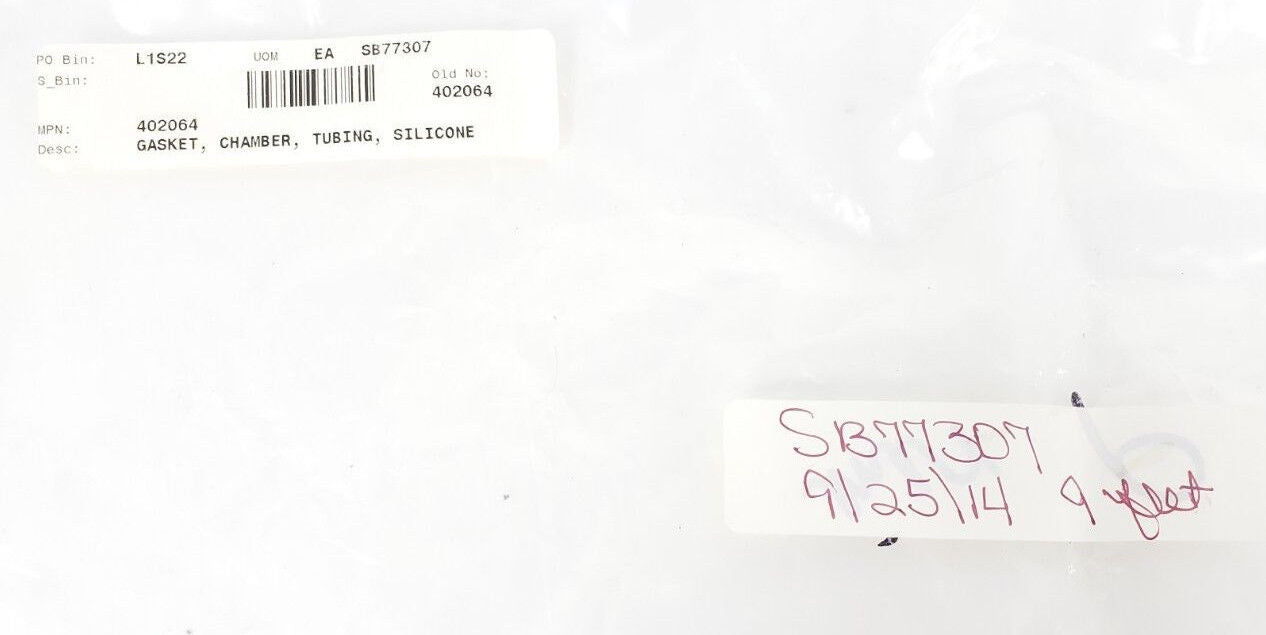 PO Bin: L1S22 UOM EA SB77307
S_Bin: Old No:
402064
MPN: 402064
Desc: GASKET, CHAMBER, TUBING, SILICONE
SB77307
9/25/14 9 feet